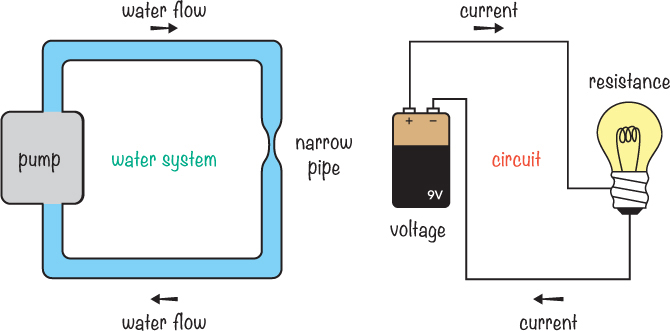 water flow
pump
water system
narrow
pipe
water flow
current
resistance
+ −
circuit
9V
voltage
current